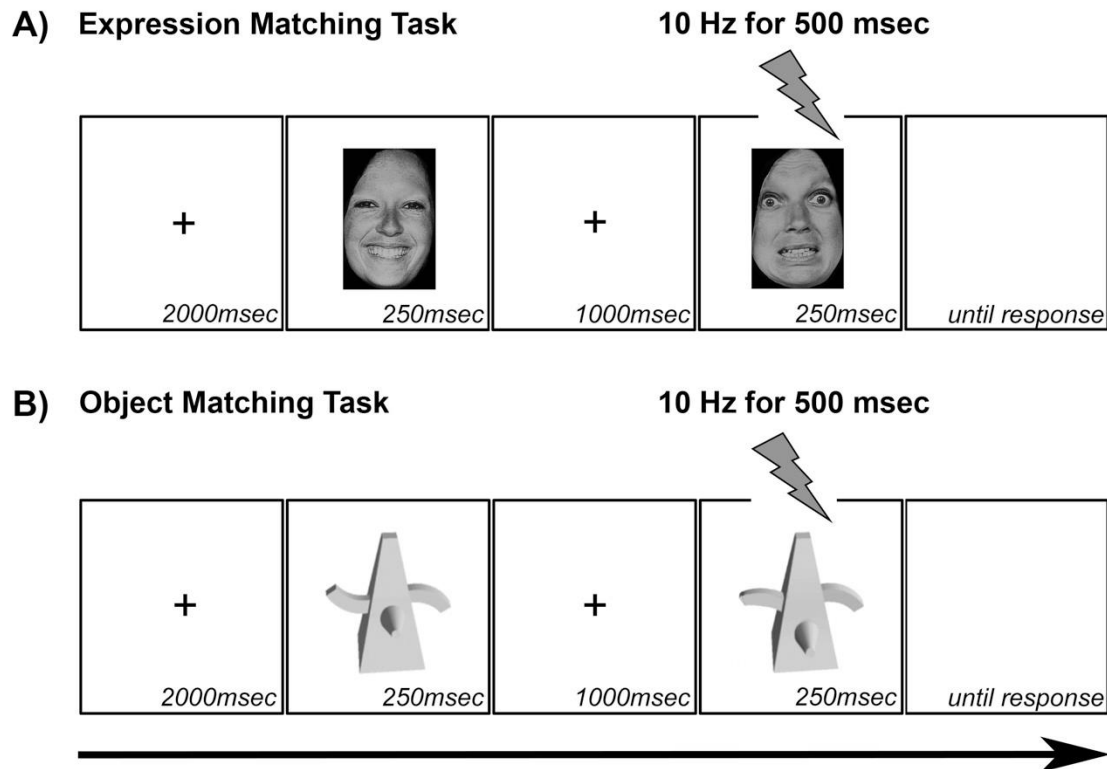 A) Expression Matching Task 10 Hz for 500 msec
+ +
2000msec 250msec 1000msec 250msec until response
B) Object Matching Task 10 Hz for 500 msec
+ +
2000msec 250msec 1000msec 250msec until response